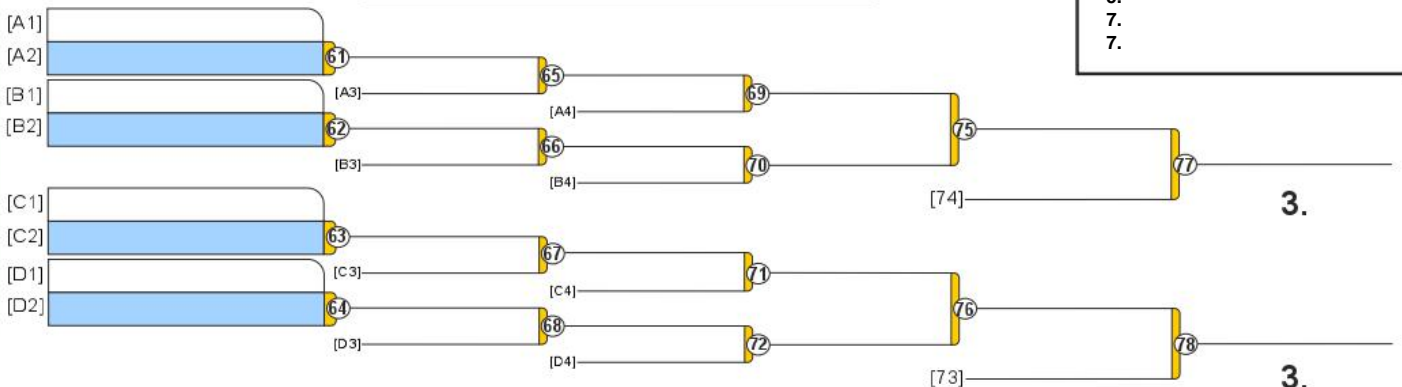 7.
7.
[A1]
[A2]
61
[A3]
65
[A4]
69
[B1]
[B2]
62
[B3]
66
[B4]
70
75
[74]
77
3.
[C1]
[C2]
63
[C3]
67
[C4]
71
[D1]
[D2]
64
[D3]
68
[D4]
72
76
[73]
78
3.